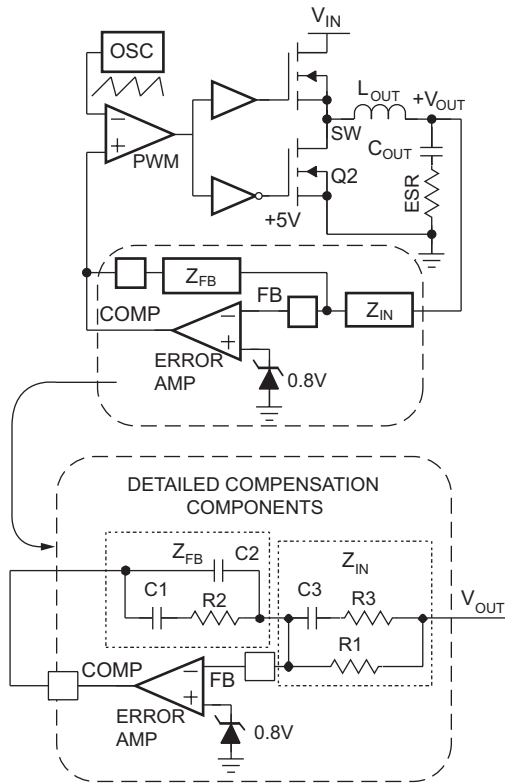 V_IN
OSC
L_OUT
+V_OUT
−
+
PWM
SW
C_OUT
ESR
Q2
+5V
Z_FB
FB
Z_IN
COMP
−
+
ERROR
AMP
0.8V
DETAILED COMPENSATION
COMPONENTS
Z_FB
C2
Z_IN
C1
R2
C3
R3
V_OUT
R1
COMP
FB
−
+
ERROR
AMP
0.8V